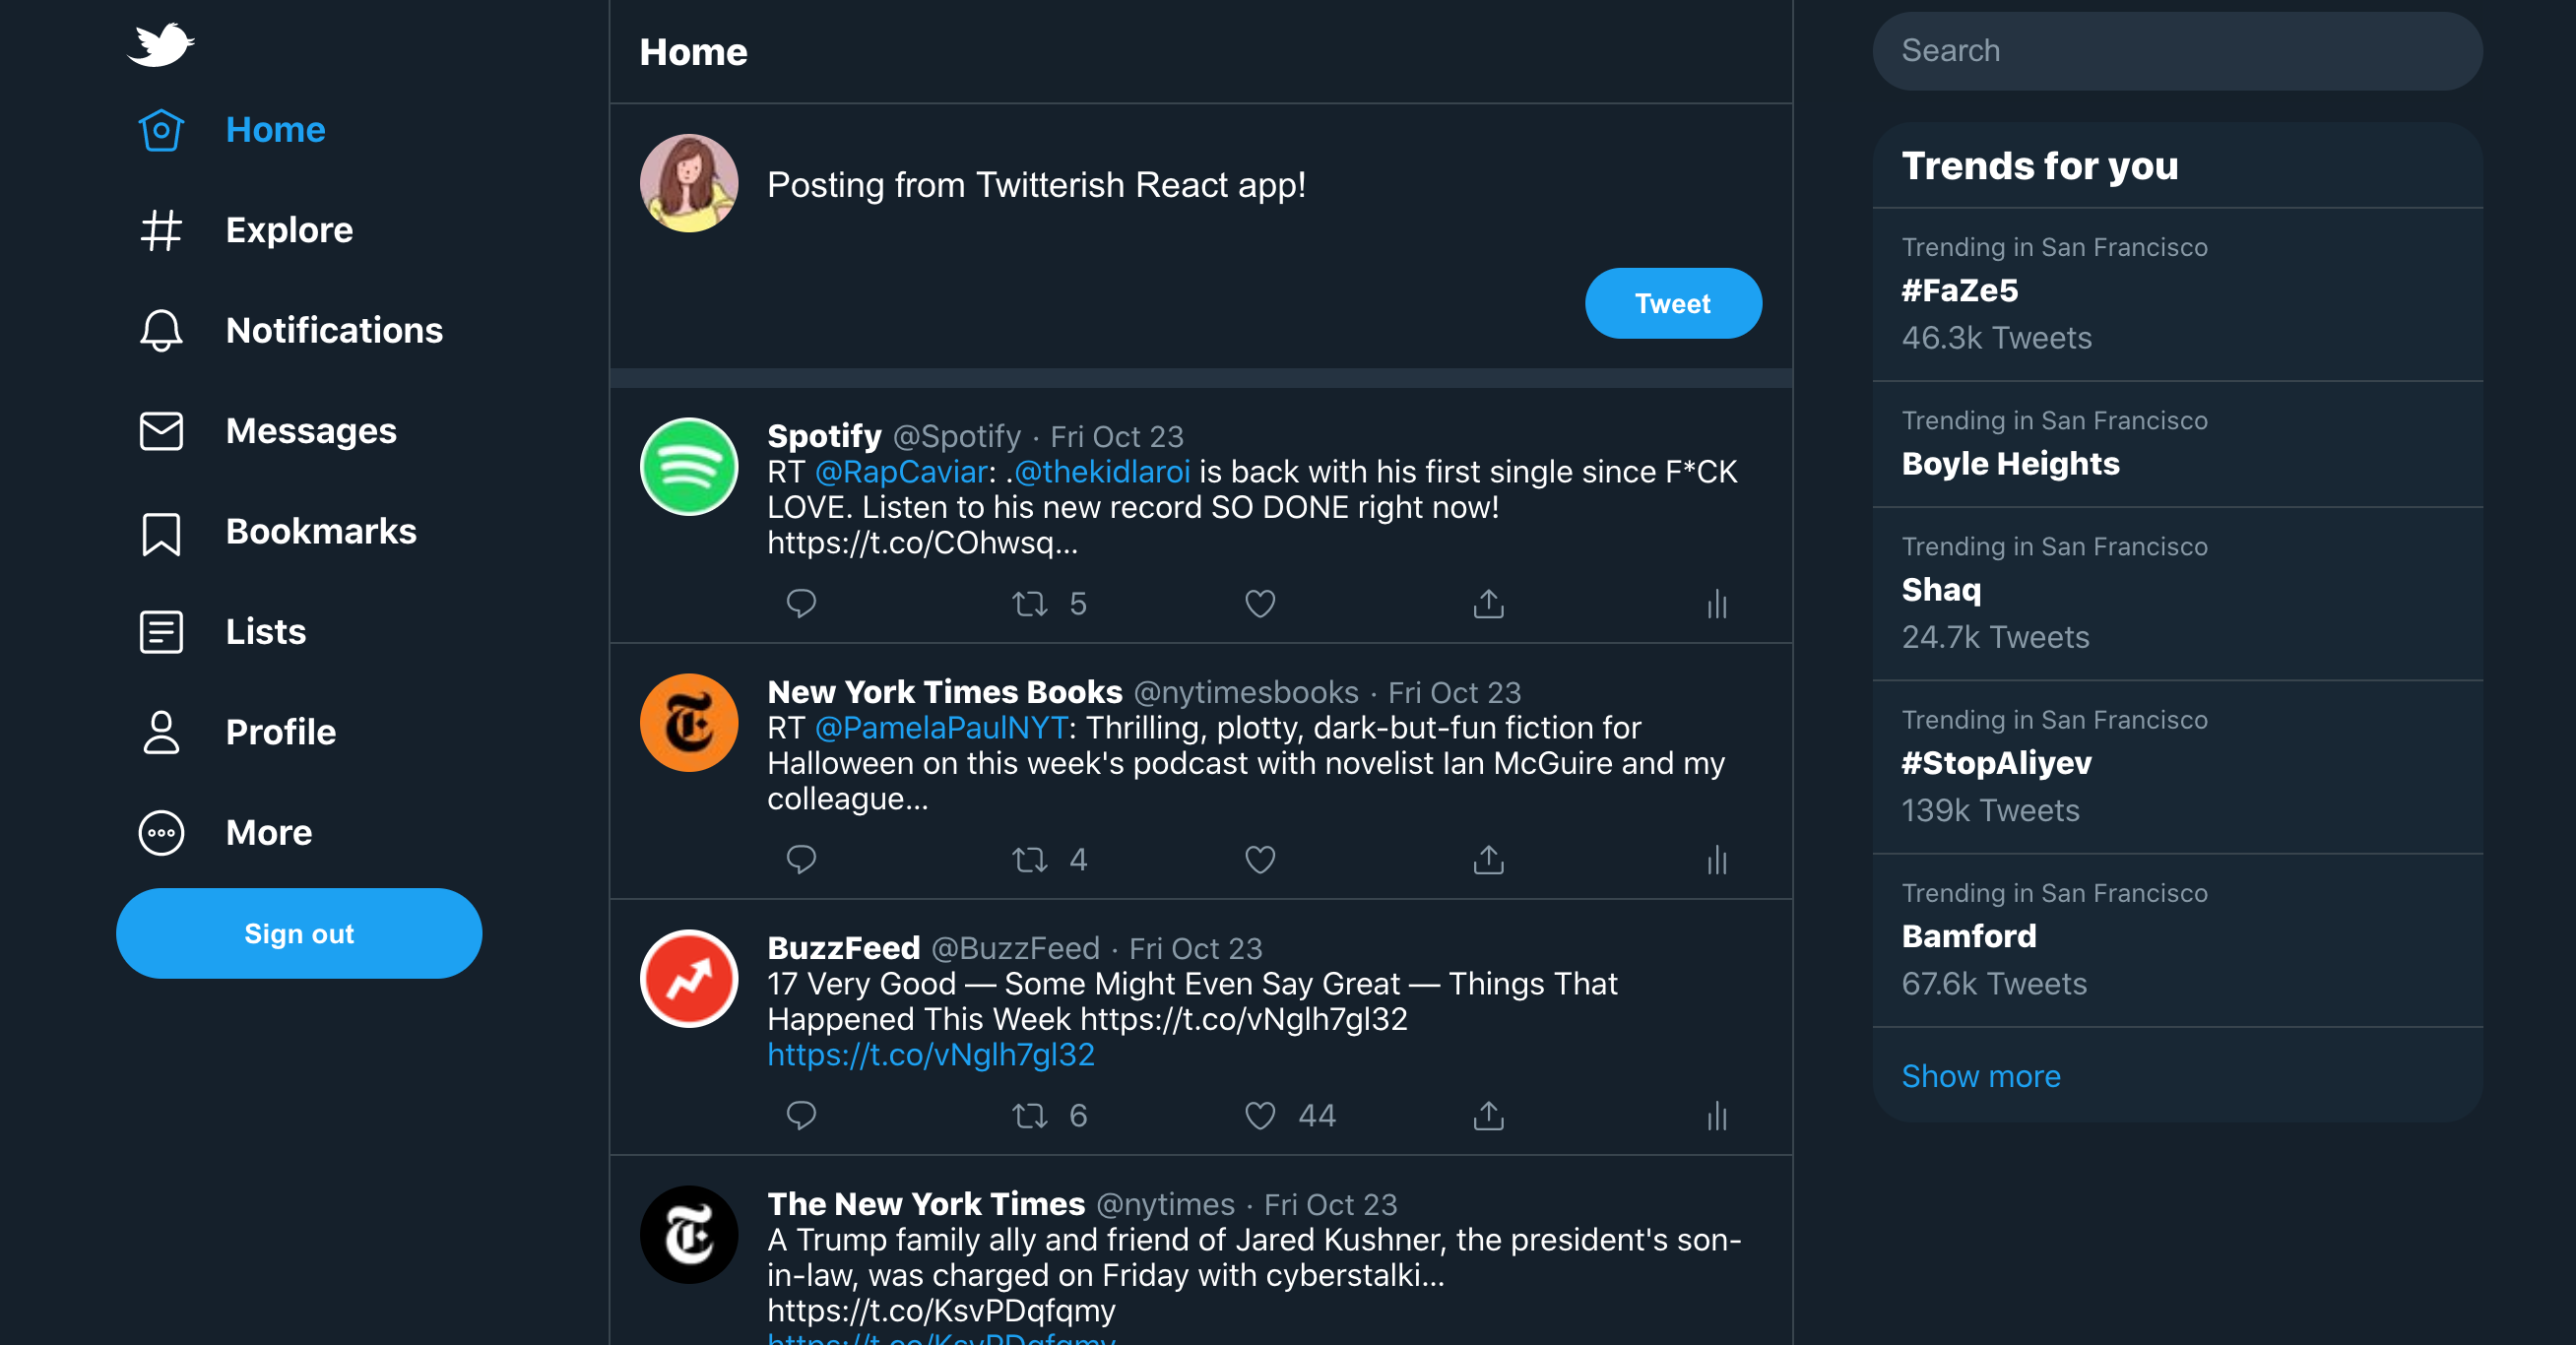 Home
Explore
Notifications
Messages
Bookmarks
Lists
Profile
More
Sign out
Home
Posting from Twitterish React app!
Tweet
Spotify @Spotify · Fri Oct 23
RT @RapCaviar: .@thekidlaroi is back with his first single since F*CK
LOVE. Listen to his new record SO DONE right now!
https://t.co/COhwsq...
5
New York Times Books @nytimesbooks · Fri Oct 23
RT @PamelaPaulNYT: Thrilling, plotty, dark-but-fun fiction for
Halloween on this week's podcast with novelist Ian McGuire and my
colleague...
4
BuzzFeed @BuzzFeed · Fri Oct 23
17 Very Good — Some Might Even Say Great — Things That
Happened This Week https://t.co/vNglh7gl32
https://t.co/vNglh7gl32
6 44
The New York Times @nytimes · Fri Oct 23
A Trump family ally and friend of Jared Kushner, the president's son-
in-law, was charged on Friday with cyberstalki...
https://t.co/KsvPDqfqmy
https://t.co/KsvPDqfqmy
Search
Trends for you
Trending in San Francisco
#FaZe5
46.3k Tweets
Trending in San Francisco
Boyle Heights
Trending in San Francisco
Shaq
24.7k Tweets
Trending in San Francisco
#StopAliyev
139k Tweets
Trending in San Francisco
Bamford
67.6k Tweets
Show more